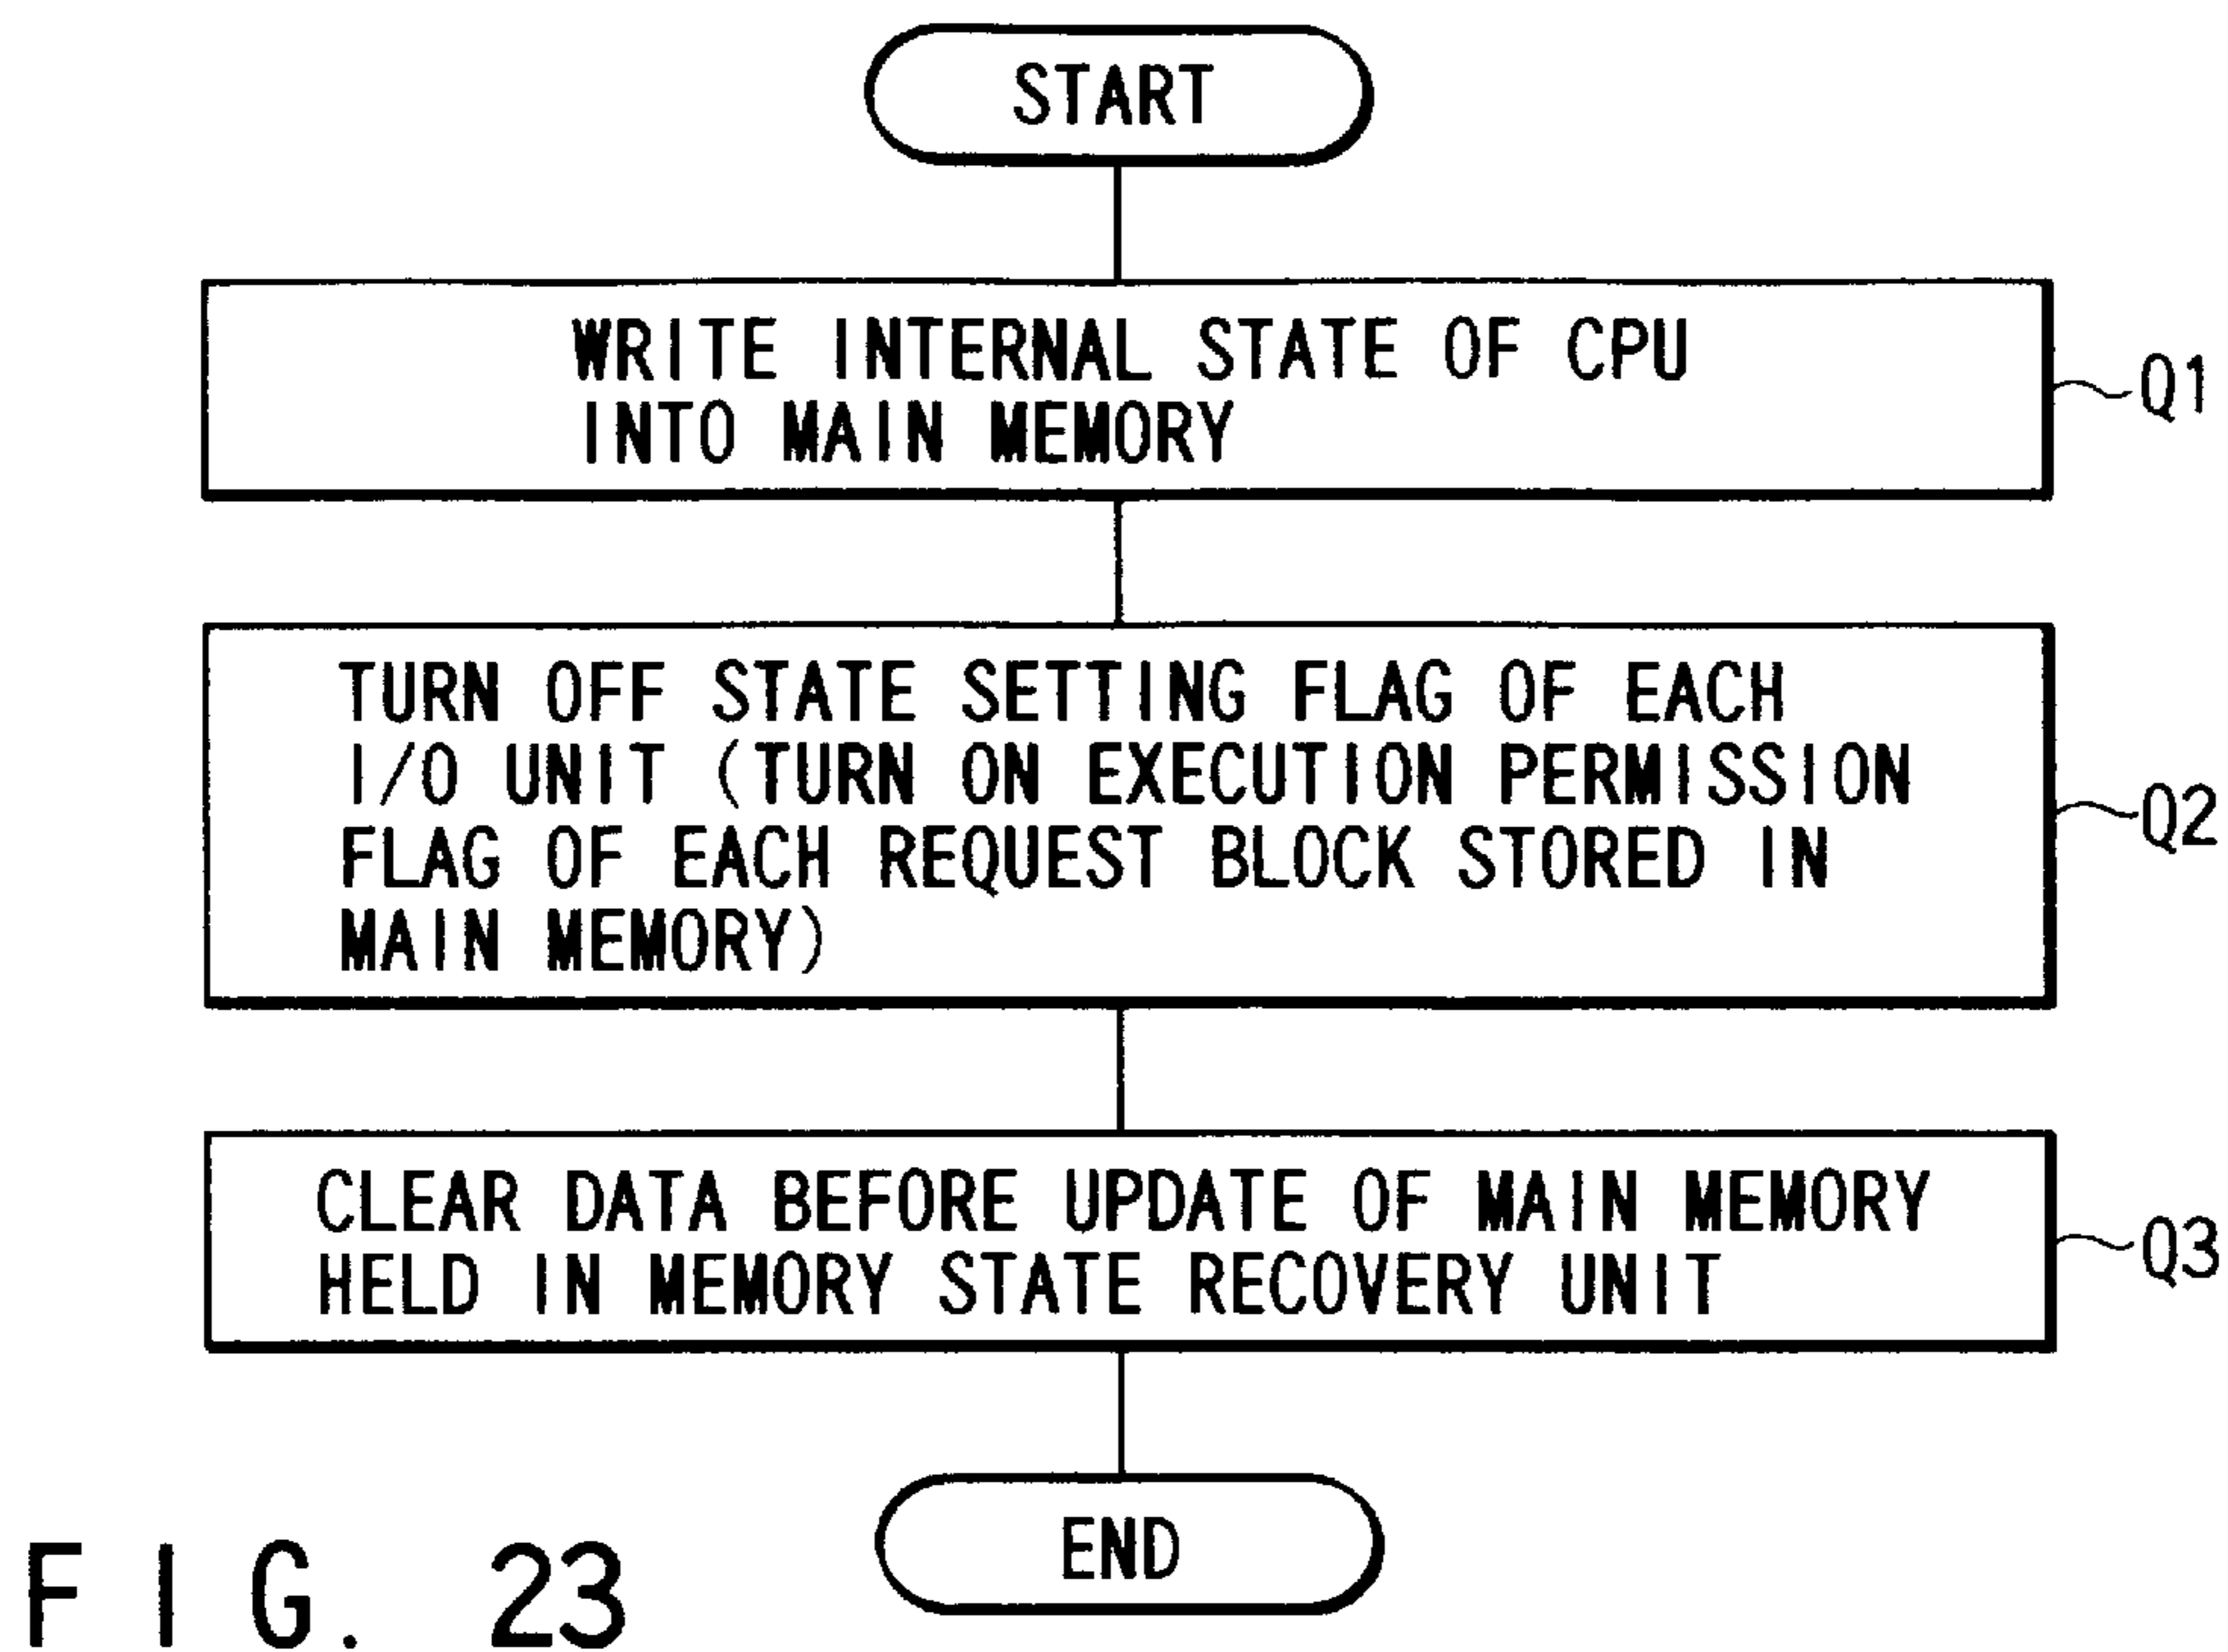 START
WRITE INTERNAL STATE OF CPU
INTO MAIN MEMORY
Q1
TURN OFF STATE SETTING FLAG OF EACH
I/O UNIT (TURN ON EXECUTION PERMISSION
FLAG OF EACH REQUEST BLOCK STORED IN
MAIN MEMORY)
Q2
CLEAR DATA BEFORE UPDATE OF MAIN MEMORY
HELD IN MEMORY STATE RECOVERY UNIT
Q3
END
FIG. 23